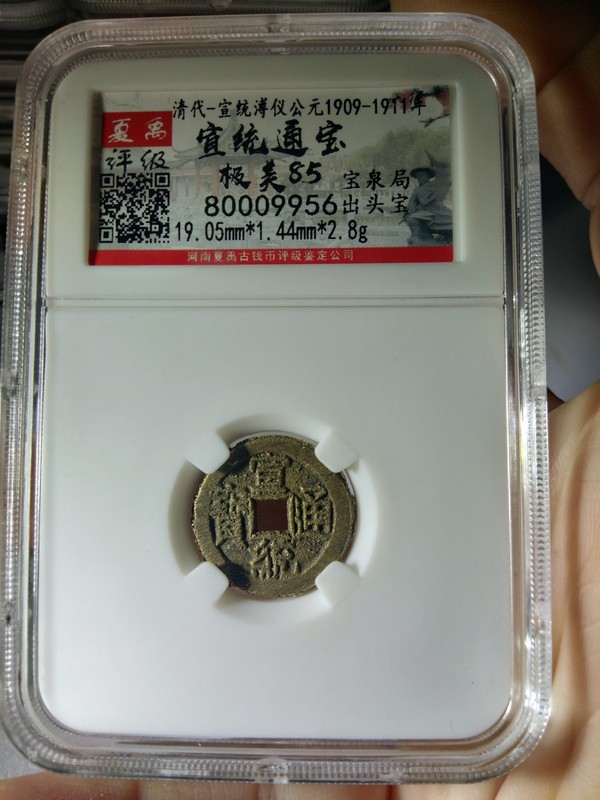 清代-宣统溥仪公元1909-1911年
夏禹
评级
宣统通宝
极美85 宝泉局
80009956 出头宝
19.05mm*1.44mm*2.8g
河南夏禹古钱币评级鉴定公司
宣統通寶